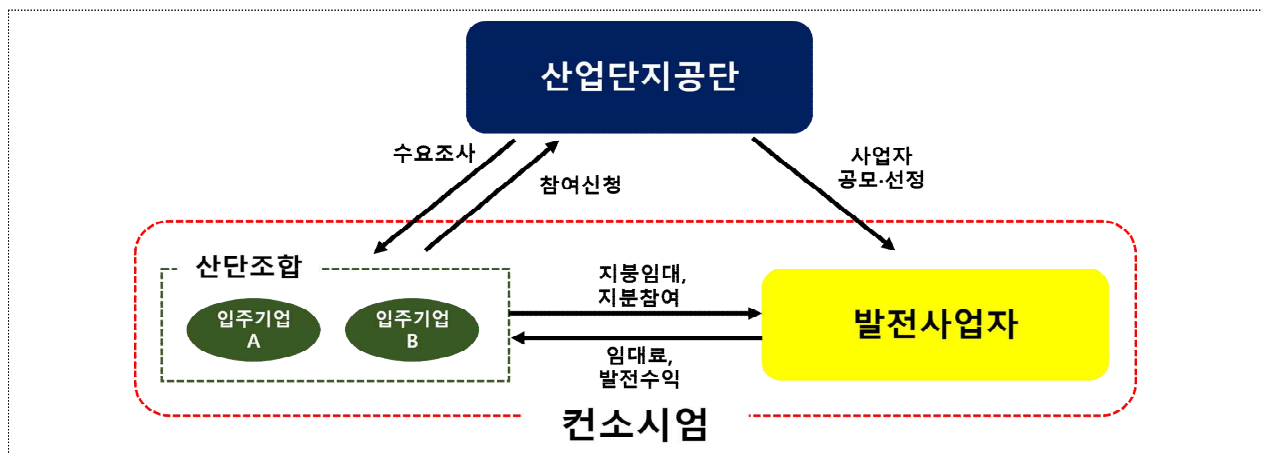 산업단지공단
수요조사
참여신청
사업자
공모·선정
산단조합
입주기업
A
입주기업
B
지붕임대,
지분참여
임대료,
발전수익
발전사업자
컨소시엄